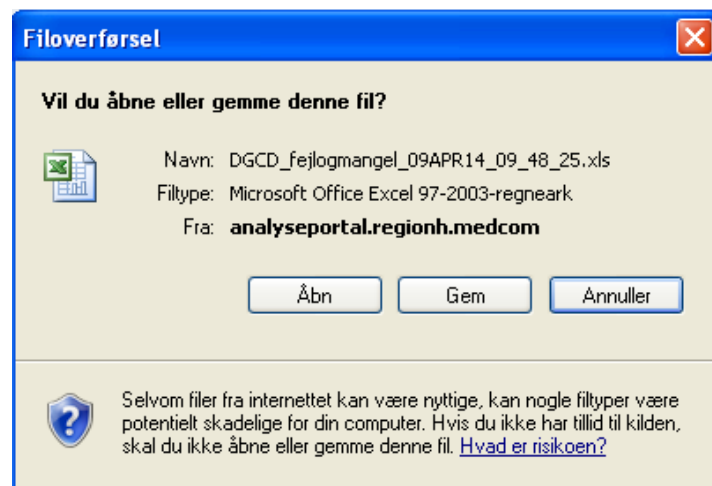 Filoverførsel
Vil du åbne eller gemme denne fil?
Navn: DGCD_fejlogmangel_09APR14_09_48_25.xls
Filtype: Microsoft Office Excel 97-2003-regneark
Fra: analyseportal.regionh.medcom
Åbn Gem Annuller
Selvom filer fra internettet kan være nyttige, kan nogle filtyper være
potentielt skadelige for din computer. Hvis du ikke har tillid til kilden,
skal du ikke åbne eller gemme denne fil. Hvad er risikoen?